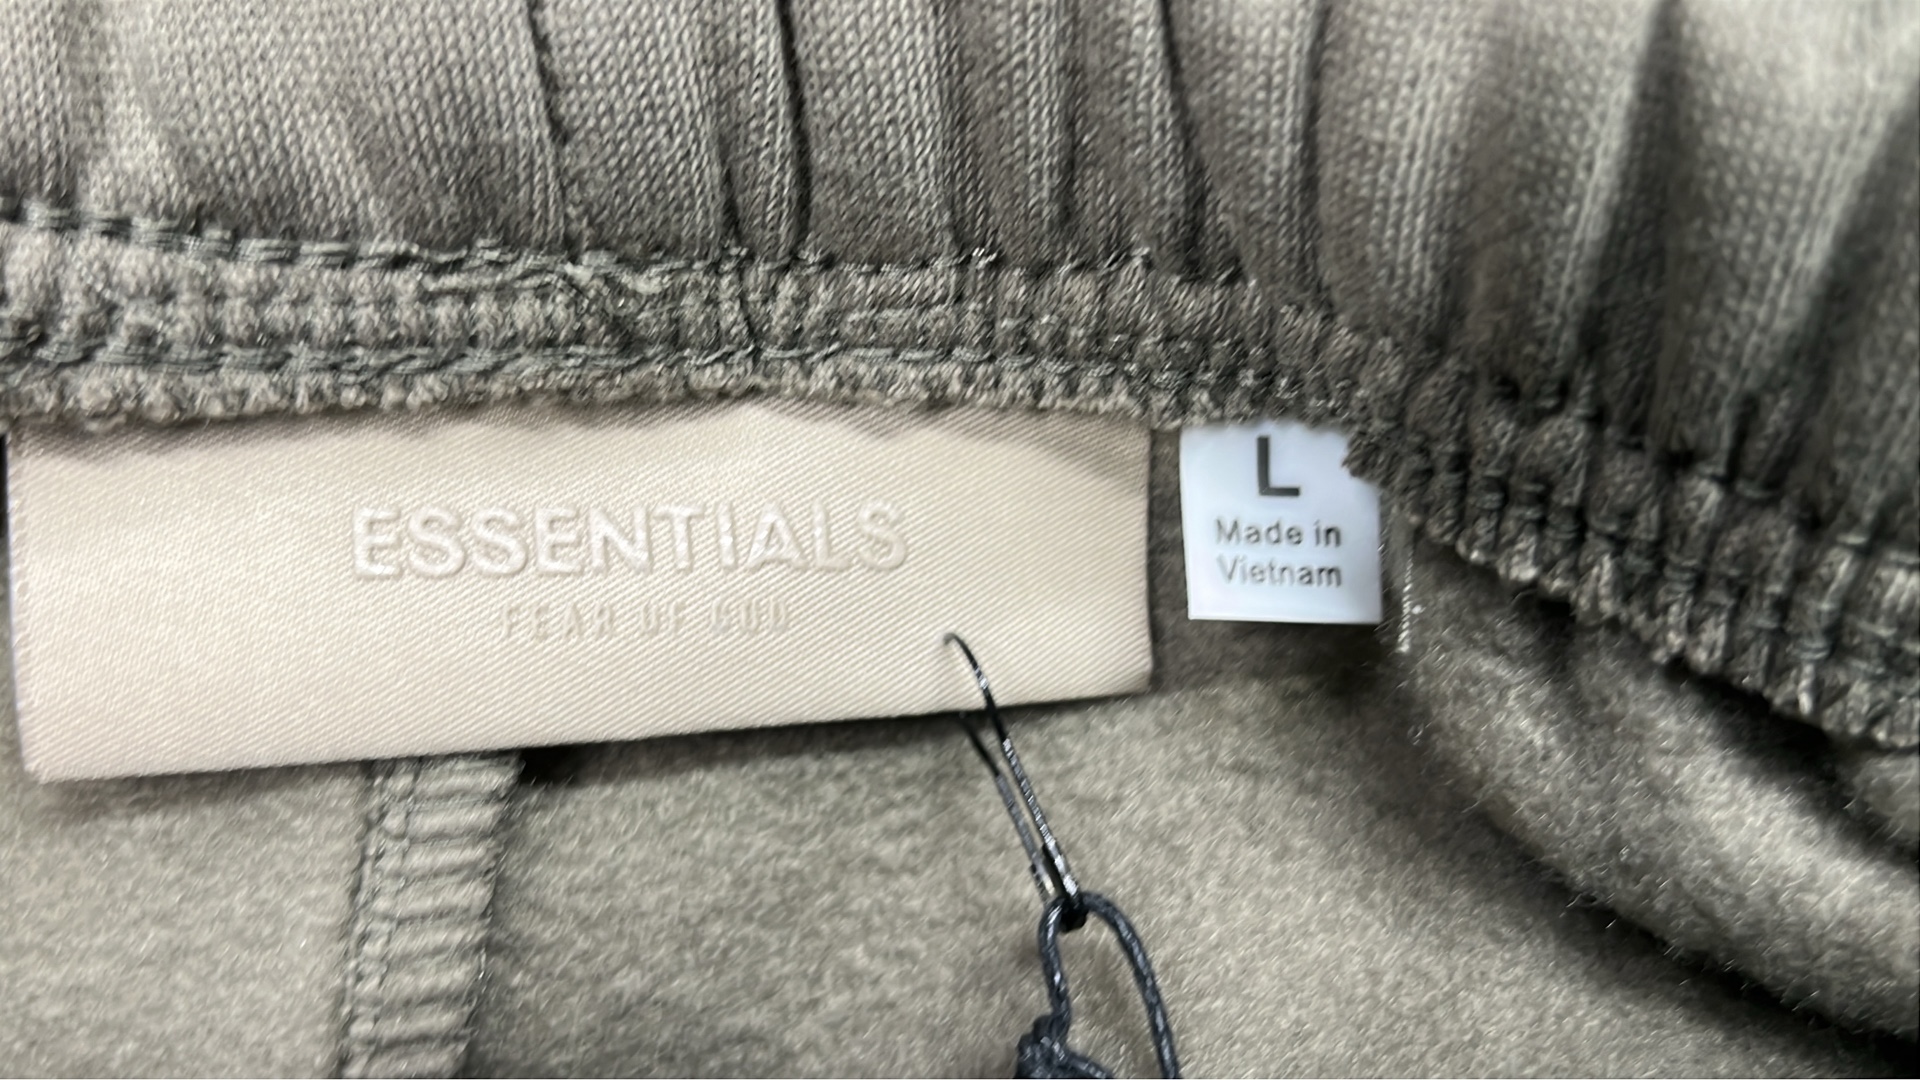 ESSENTIALS
FEAR OF GOD
L
Made in
Vietnam